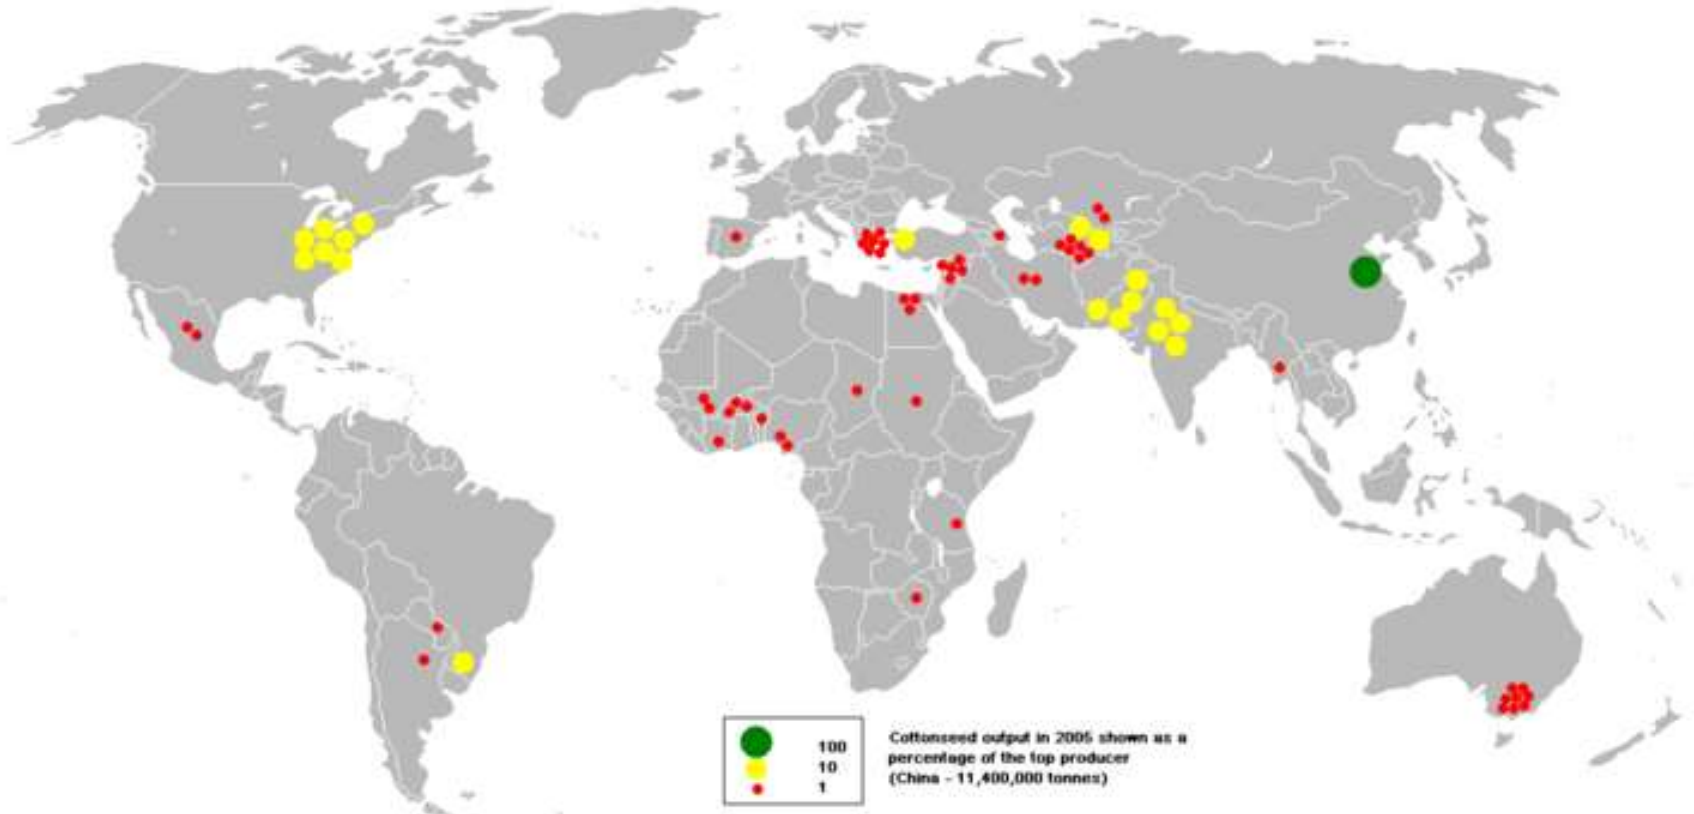 100
10
1
Cottonseed output in 2005 shown as a
percentage of the top producer
(China - 11,400,000 tonnes)